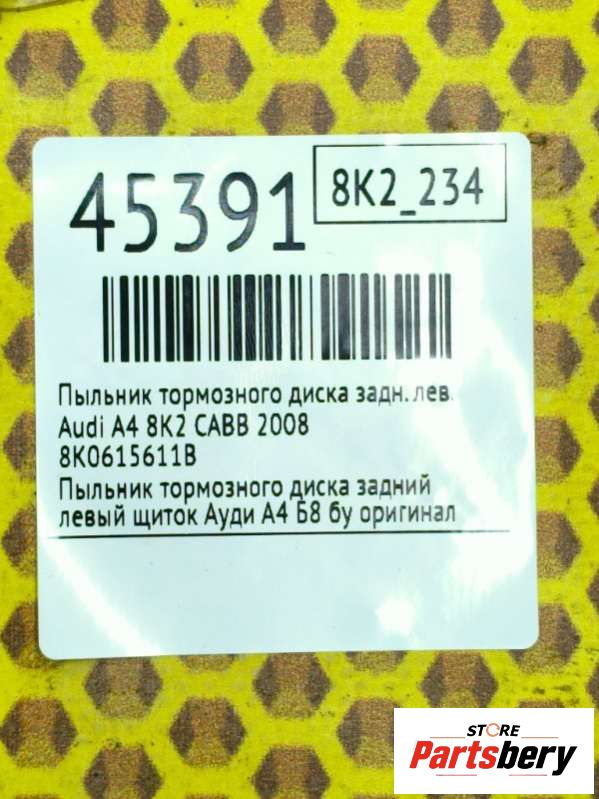 45391
8K2_234
Пыльник тормозного диска задн. лев.
Audi A4 8K2 CABB 2008
8K0615611B
Пыльник тормозного диска задний
левый щиток Ауди А4 Б8 бу оригинал
STORE
Partsbery